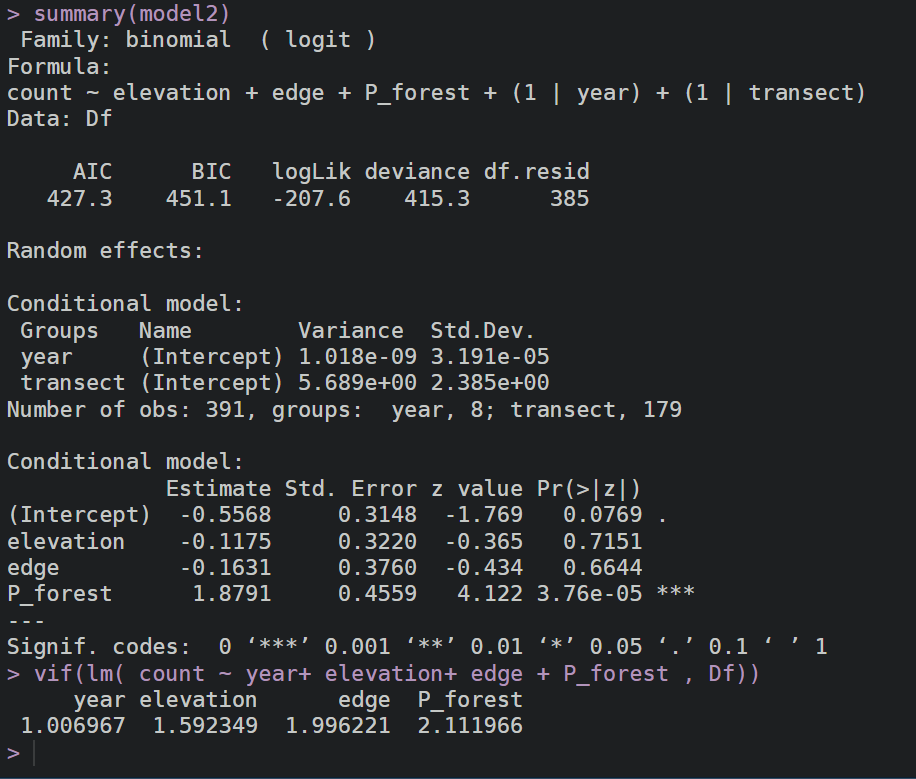 > summary(model2)
 Family: binomial  ( logit )
Formula:
count ~ elevation + edge + P_forest + (1 | year) + (1 | transect)
Data: Df

     AIC      BIC   logLik deviance df.resid
   427.3    451.1   -207.6    415.3      385

Random effects:

Conditional model:
 Groups   Name        Variance  Std.Dev.
 year     (Intercept) 1.018e-09 3.191e-05
 transect (Intercept) 5.689e+00 2.385e+00
Number of obs: 391, groups:  year, 8; transect, 179

Conditional model:
            Estimate Std. Error z value Pr(>|z|)
(Intercept)  -0.5568     0.3148  -1.769   0.0769 .
elevation    -0.1175     0.3220  -0.365   0.7151
edge         -0.1631     0.3760  -0.434   0.6644
P_forest      1.8791     0.4559   4.122 3.76e-05 ***
---
Signif. codes:  0 ‘***’ 0.001 ‘**’ 0.01 ‘*’ 0.05 ‘.’ 0.1 ‘ ’ 1
> vif(lm( count ~ year+ elevation+ edge + P_forest , Df))
     year elevation      edge  P_forest
 1.006967  1.592349  1.996221  2.111966
>